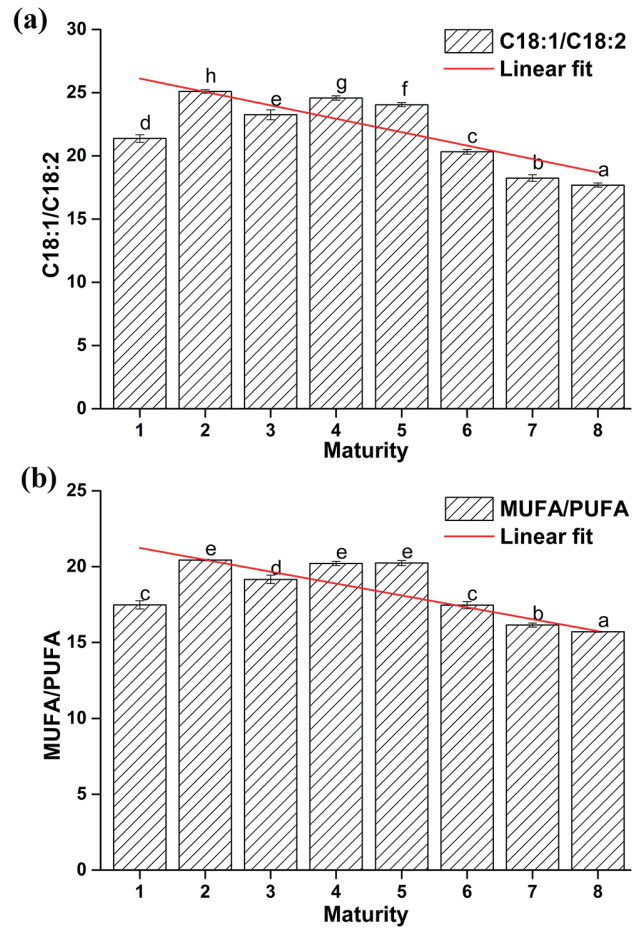 (a)
30
25
20
15
10
5
0
C18:1/C18:2
C18:1/C18:2
Linear fit
d
h
e
g
f
c
b
a
1 2 3 4 5 6 7 8
Maturity
(b)
25
20
15
10
5
0
MUFA/PUFA
MUFA/PUFA
Linear fit
c
e
d
e
e
c
b
a
1 2 3 4 5 6 7 8
Maturity